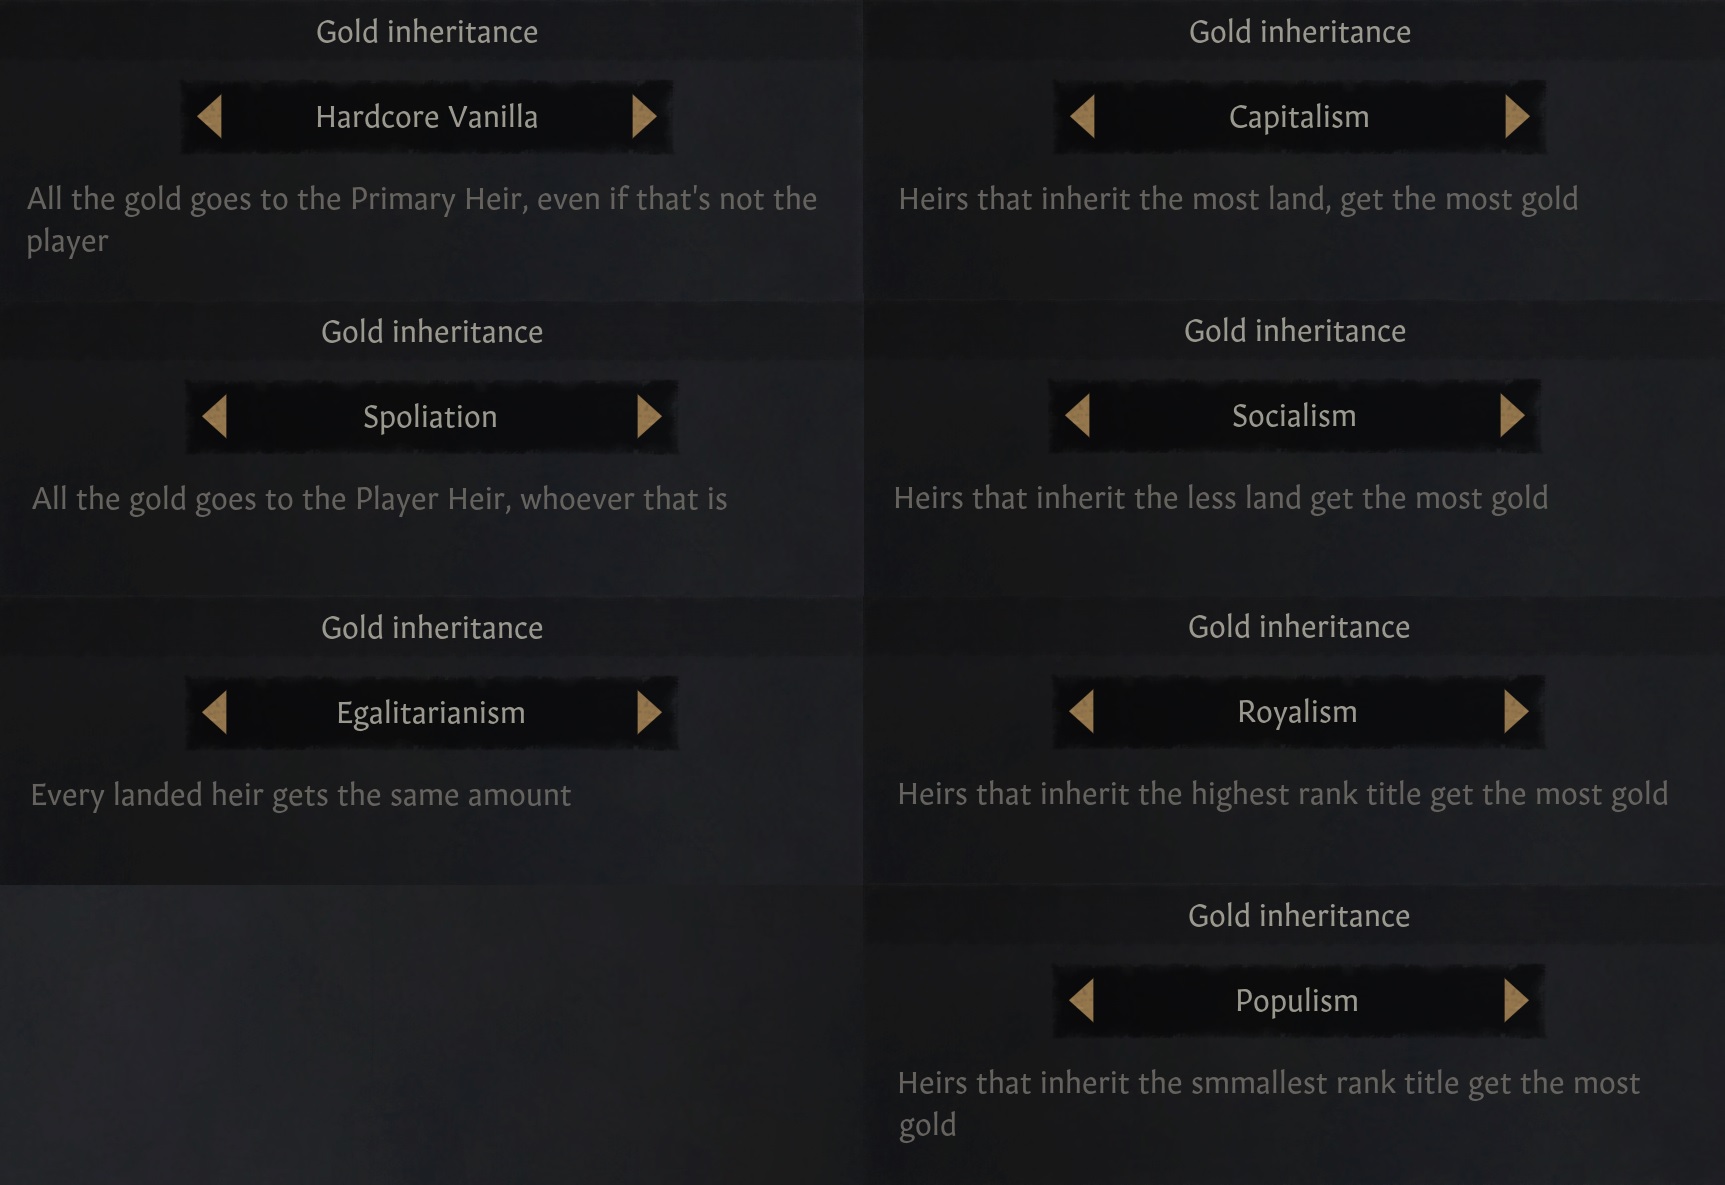 Gold inheritance
Hardcore Vanilla
All the gold goes to the Primary Heir, even if that's not the
player
Gold inheritance
Capitalism
Heirs that inherit the most land, get the most gold
Gold inheritance
Spoliation
All the gold goes to the Player Heir, whoever that is
Gold inheritance
Socialism
Heirs that inherit the less land get the most gold
Gold inheritance
Egalitarianism
Every landed heir gets the same amount
Gold inheritance
Royalism
Heirs that inherit the highest rank title get the most gold
Gold inheritance
Populism
Heirs that inherit the smmallest rank title get the most
gold